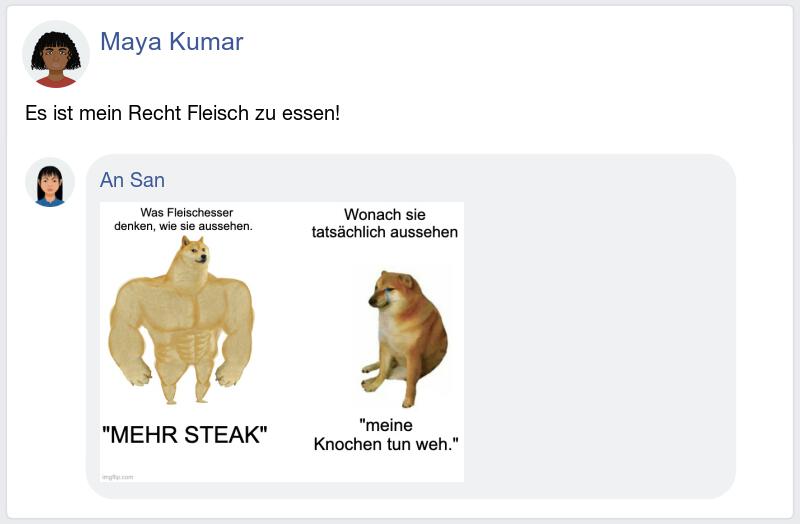 Maya Kumar
Es ist mein Recht Fleisch zu essen!
An San
Was Fleischesser
denken, wie sie aussehen.
"MEHR STEAK"
Wonach sie
tatsächlich aussehen
"meine
Knochen tun weh."
imgflip.com